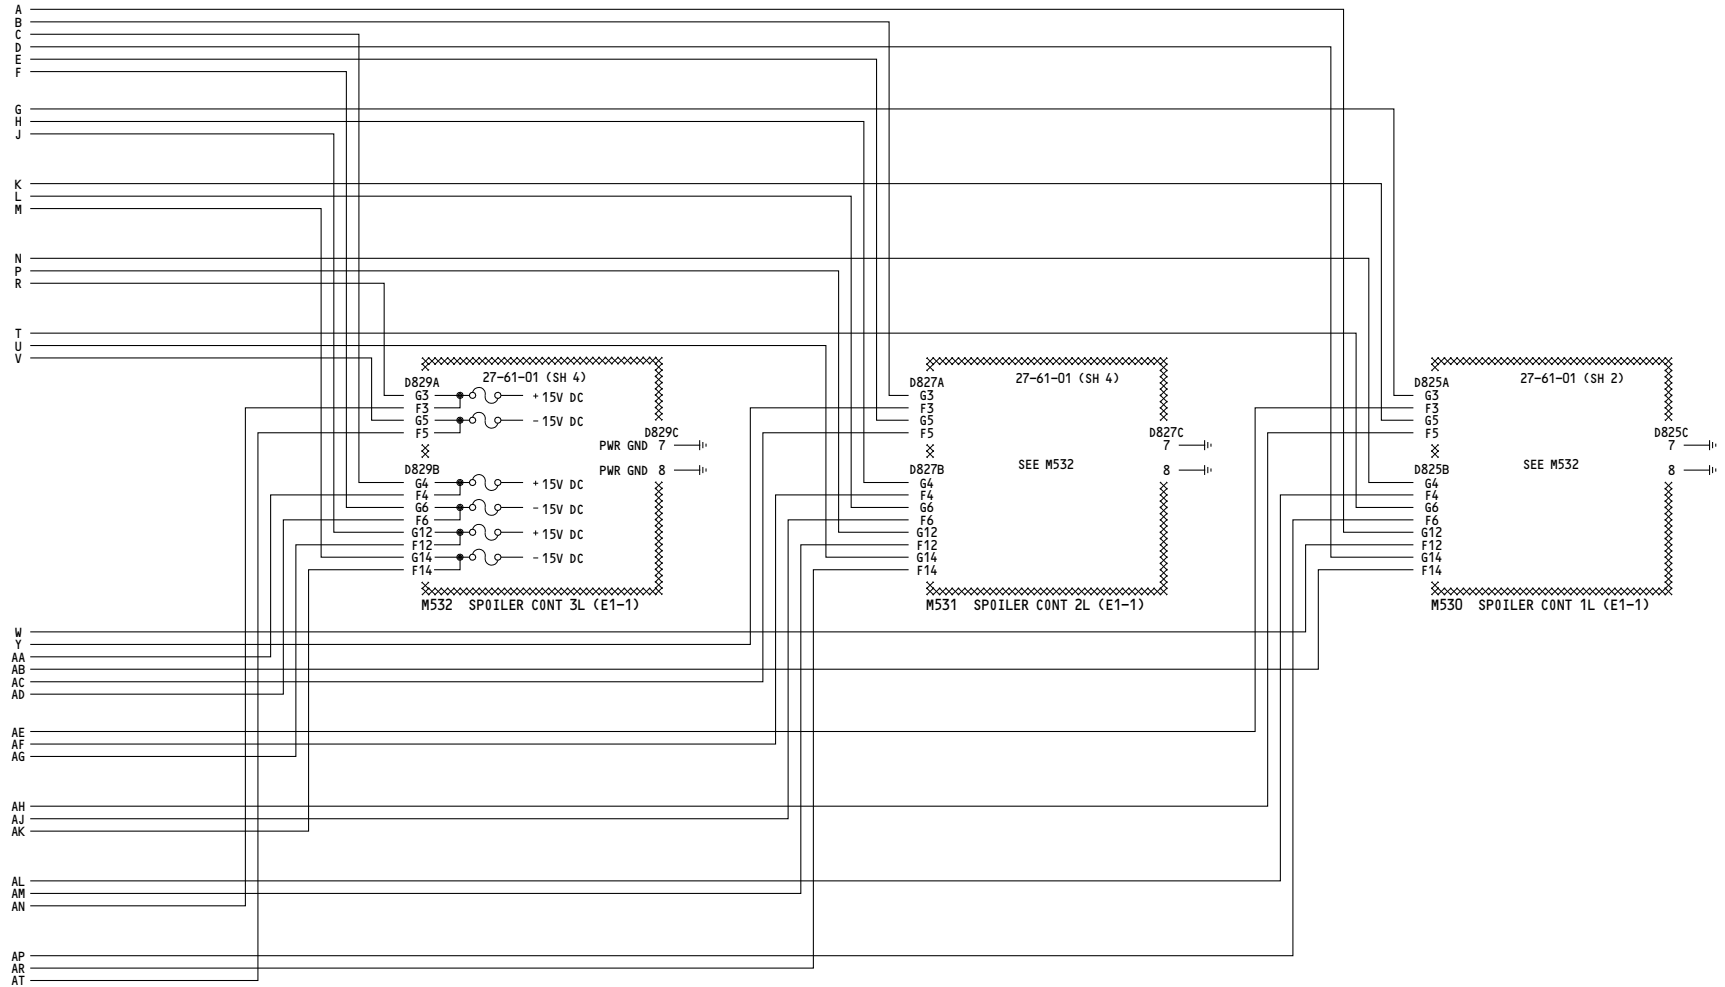 A
B
C
D
E
F
G
H
J
K
L
M
N
P
R
T
U
V
D829A
27-61-01 (SH 4)
G3
+15V DC
F3
G5
-15V DC
F5
D829C
PWR GND 7
D829B
PWR GND 8
G4
+15V DC
F4
G6
-15V DC
F6
G12
+15V DC
F12
G14
-15V DC
F14
M532 SPOILER CONT 3L (E1-1)
D827A
27-61-01 (SH 4)
G3
F3
G5
F5
D827C
7
SEE M532
D827B
8
G4
F4
G6
F6
G12
F12
G14
F14
M531 SPOILER CONT 2L (E1-1)
D825A
27-61-01 (SH 2)
G3
F3
G5
F5
D825C
7
SEE M532
D825B
8
G4
F4
G6
F6
G12
F12
G14
F14
M530 SPOILER CONT 1L (E1-1)
W
Y
AA
AB
AC
AD
AE
AF
AG
AH
AJ
AK
AL
AM
AN
AP
AR
AT